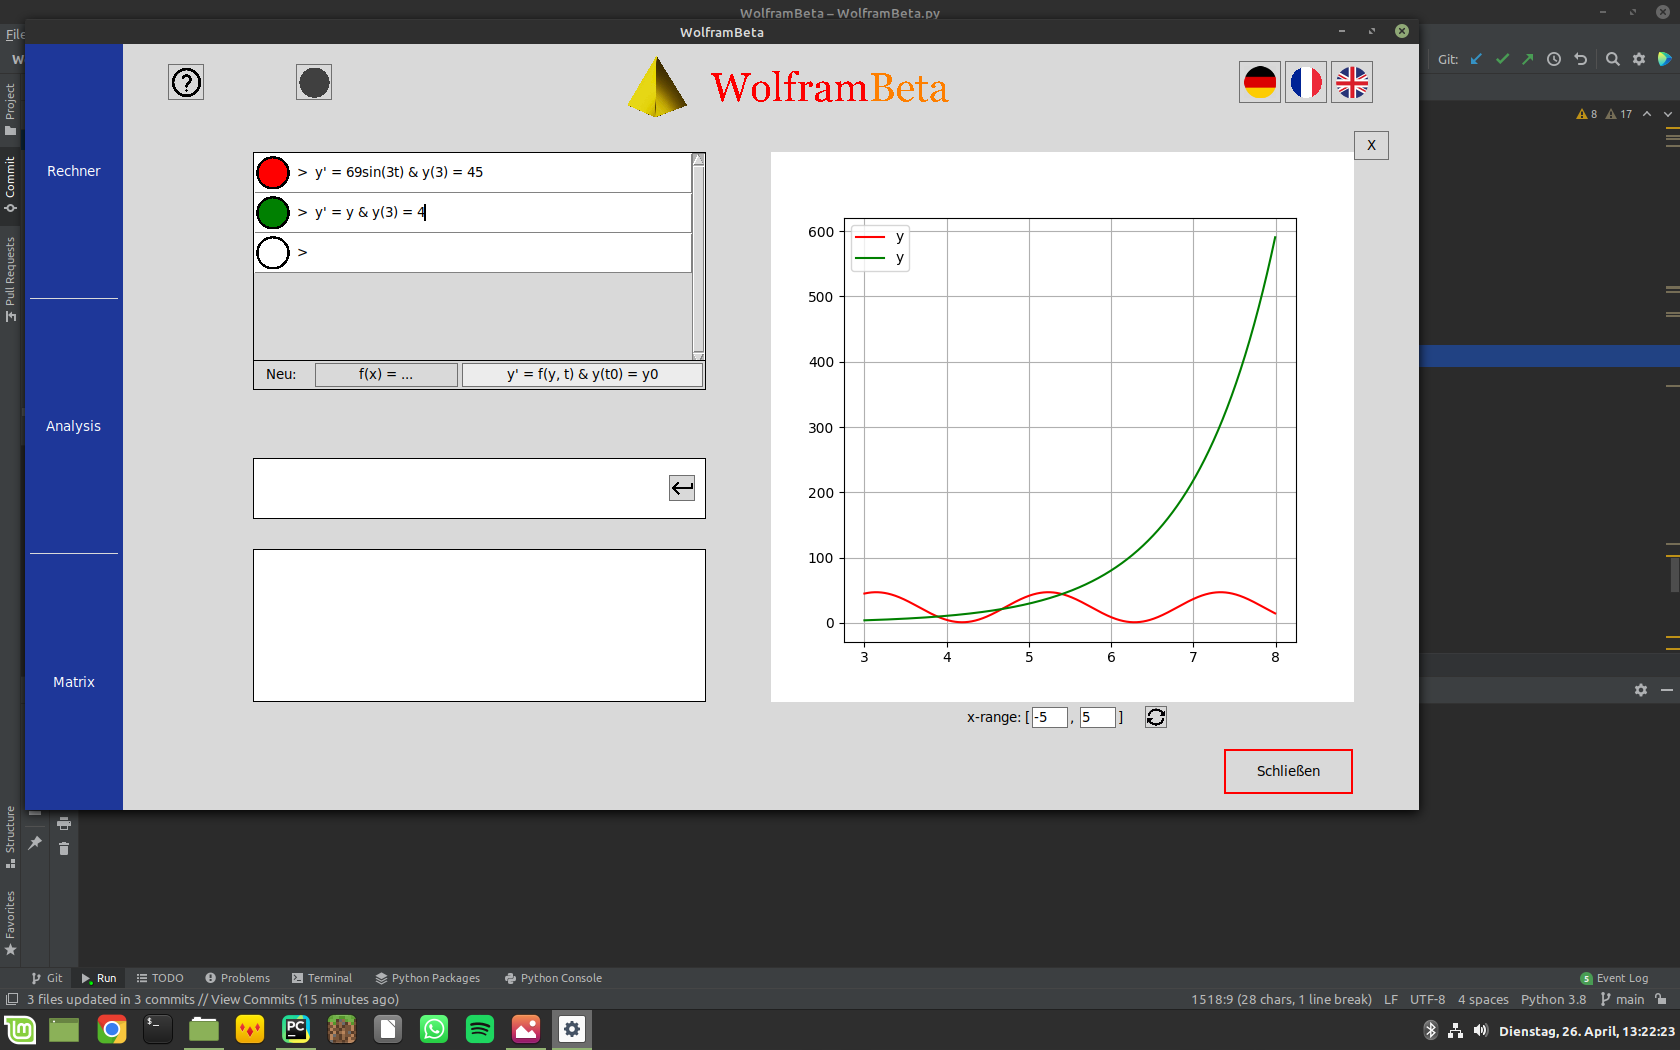 WolframBeta – WolframBeta.py
WolframBeta
File
Git:
8 17
Project
Commit
Pull Requests
Structure
Favorites
Rechner
Analysis
Matrix
?
WolframBeta
X
> y' = 69sin(3t) & y(3) = 45
> y' = y & y(3) = 4
>
Neu: f(x) = ... y' = f(y, t) & y(t0) = y0
y
y
600
500
400
300
200
100
0
3 4 5 6 7 8
x-range: [ -5 , 5 ]
Schließen
Git Run TODO Problems Terminal Python Packages Python Console 5 Event Log
3 files updated in 3 commits // View Commits (15 minutes ago) 1518:9 (28 chars, 1 line break) LF UTF-8 4 spaces Python 3.8 main
PC
Dienstag, 26. April, 13:22:23